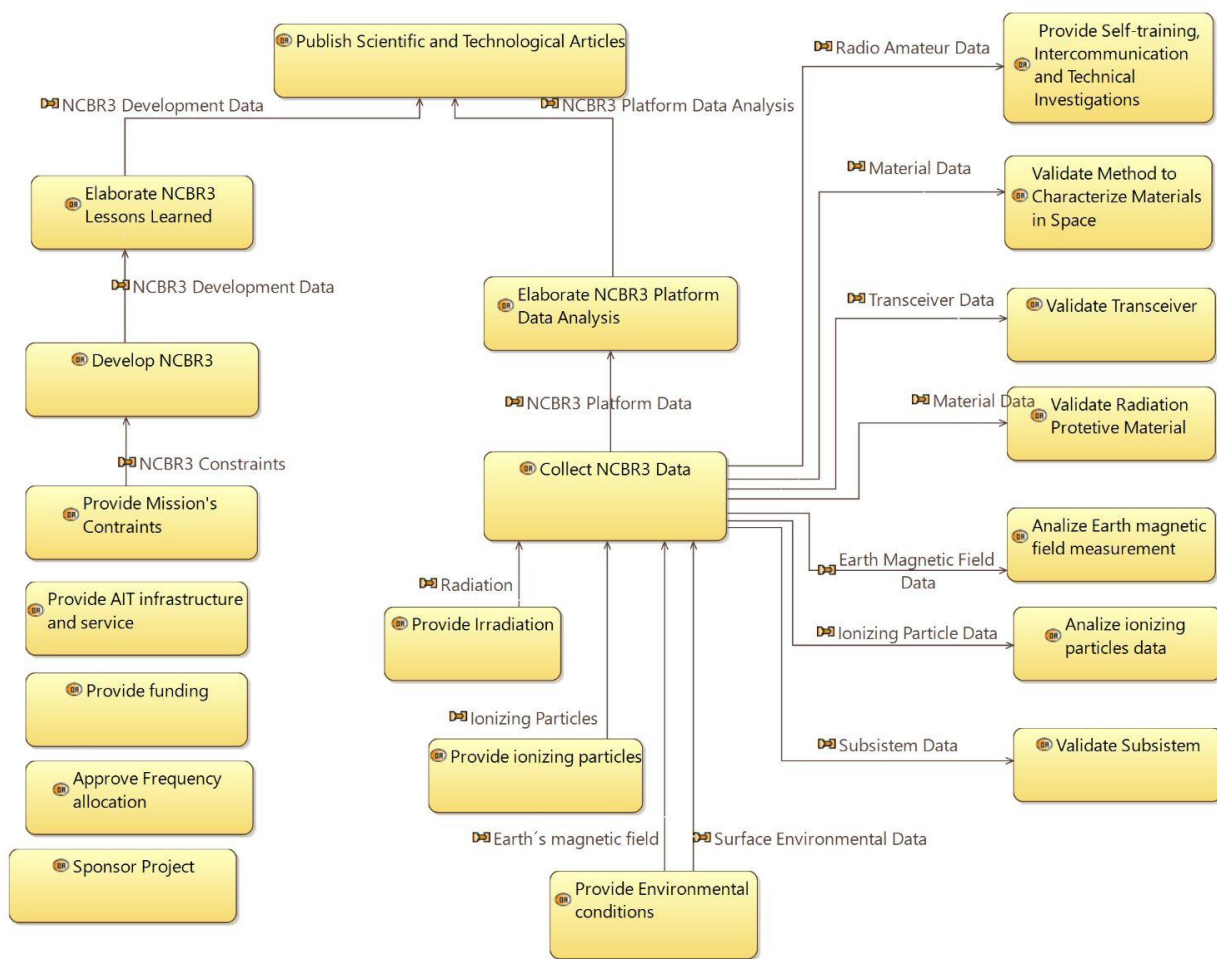 Publish Scientific and Technological Articles
Radio Amateur Data
Provide Self-training,
Intercommunication
and Technical
Investigations
NCBR3 Development Data
NCBR3 Platform Data Analysis
Elaborate NCBR3
Lessons Learned
Material Data
Validate Method to
Characterize Materials
in Space
NCBR3 Development Data
Elaborate NCBR3 Platform
Data Analysis
Transceiver Data
Validate Transceiver
Develop NCBR3
NCBR3 Platform Data
Material Data
Validate Radiation
Protetive Material
NCBR3 Constraints
Collect NCBR3 Data
Provide Mission's
Contraints
Analize Earth magnetic
field measurement
Earth Magnetic Field
Data
Radiation
Provide AIT infrastructure
and service
Provide Irradiation
Ionizing Particle Data
Analize ionizing
particles data
Provide funding
Ionizing Particles
Provide ionizing particles
Subsistem Data
Validate Subsistem
Approve Frequency
allocation
Earth´s magnetic field
Surface Environmental Data
Sponsor Project
Provide Environmental
conditions